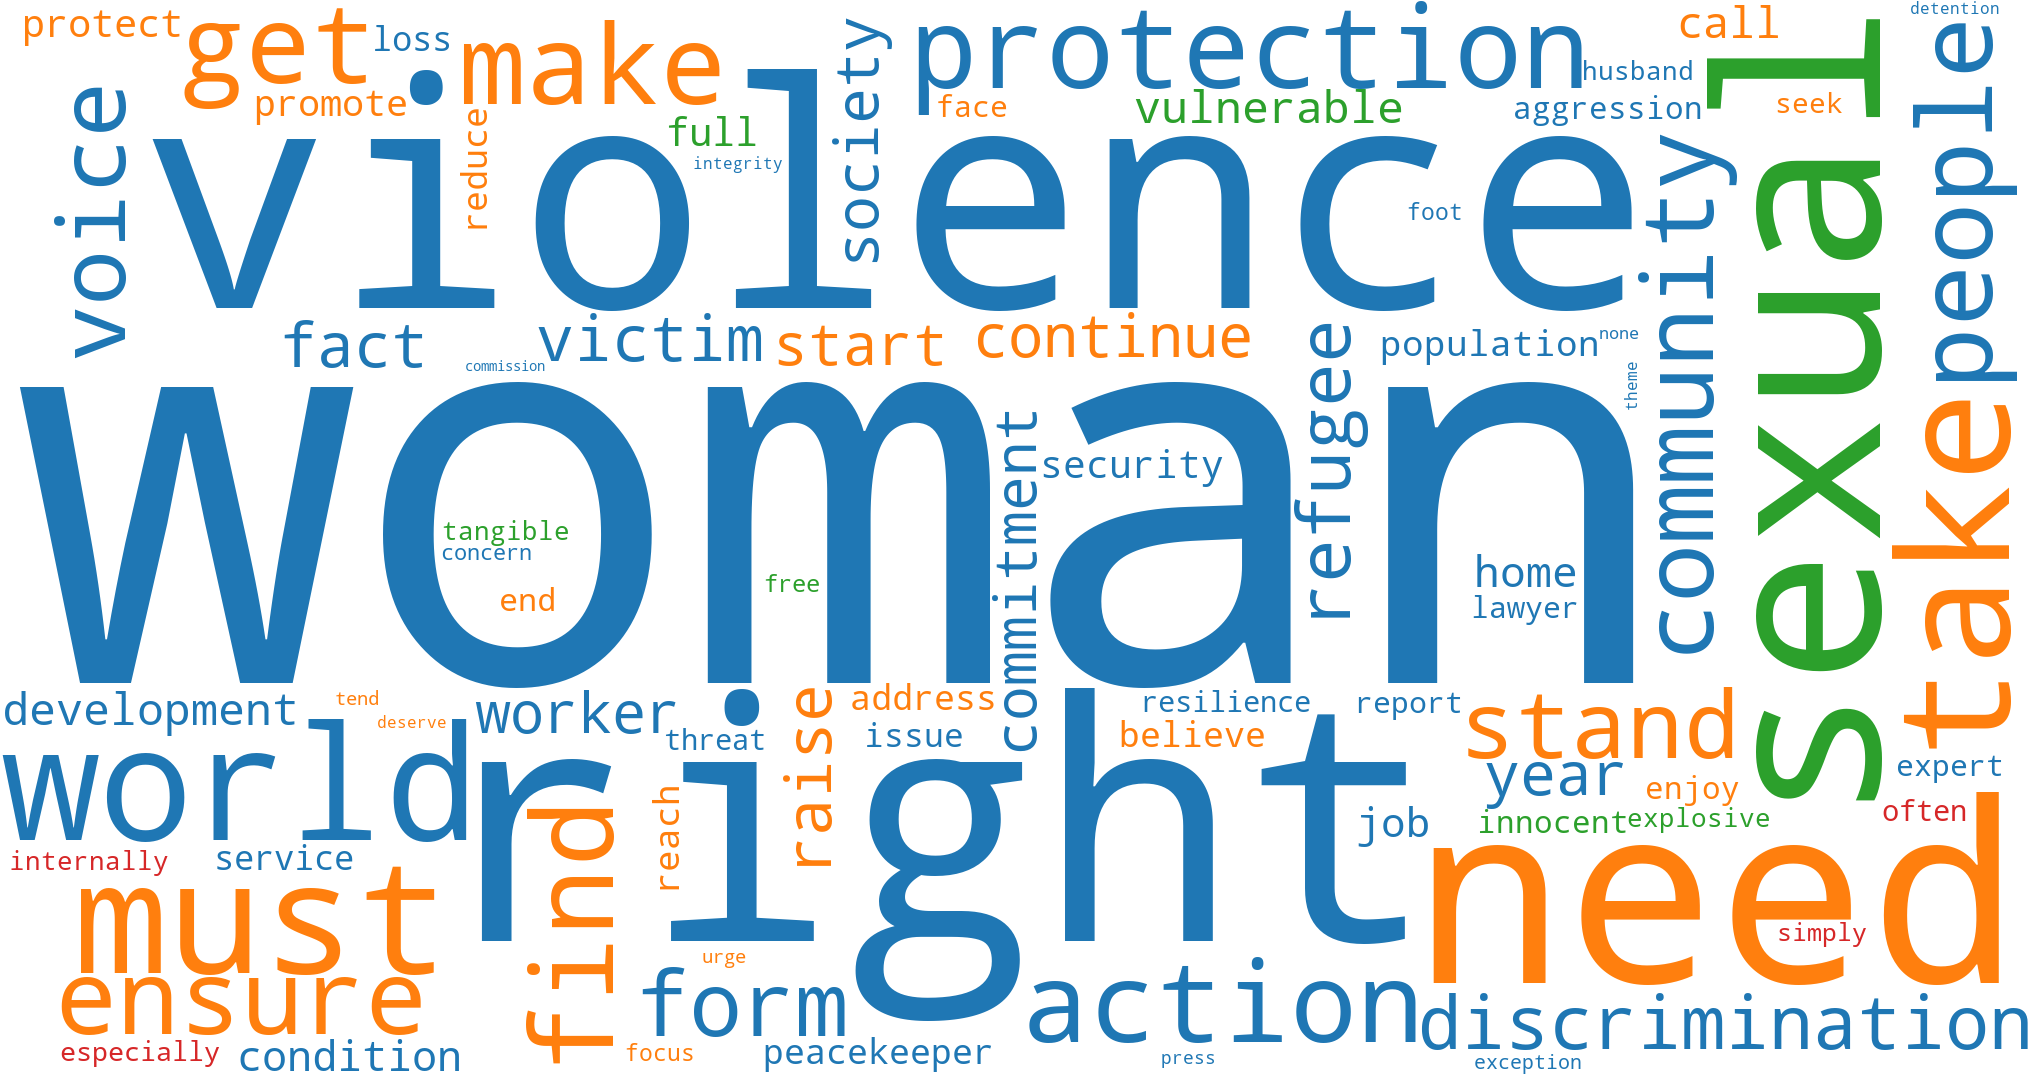 protect
get
loss
make
protection
call
detention
people
husband
promote
face
vulnerable
aggression
seek
sexual
voice
violence
reduce
full
integrity
society
foot
community
fact
commission
victim
start
continue
refugee
population
none
theme
take
woman
commitment
security
tangible
concern
end
free
home
lawyer
development
tend
deserve
worker
threat
raise
address
issue
resilience
believe
report
stand
year
expert
world
right
reach
job
enjoy
innocent
explosive
often
internally
service
find
need
must
simply
ensure
urge
form
action
discrimination
especially
condition
focus
peacekeeper
press
exception